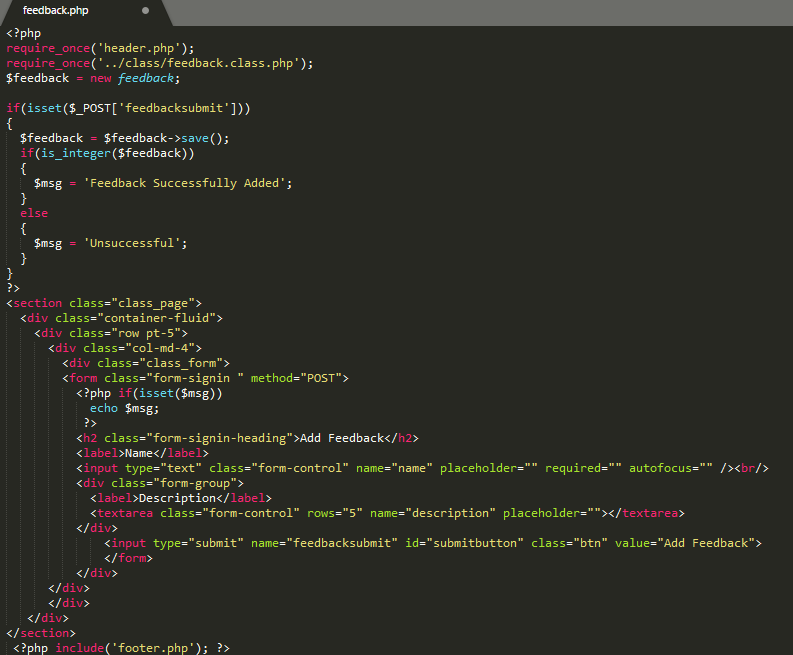 feedback.php
<?php
require_once('header.php');
require_once('../class/feedback.class.php');
$feedback = new feedback;
if(isset($_POST['feedbacksubmit']))
{
$feedback = $feedback->save();
if(is_integer($feedback))
{
$msg = 'Feedback Successfully Added';
}
else
{
$msg = 'Unsuccessful';
}
}
?>
<section class="class_page">
<div class="container-fluid">
<div class="row pt-5">
<div class="col-md-4">
<div class="class_form">
<form class="form-signin " method="POST">
<?php if(isset($msg))
echo $msg;
?>
<h2 class="form-signin-heading">Add Feedback</h2>
<label>Name</label>
<input type="text" class="form-control" name="name" placeholder="" required="" autofocus="" /><br/>
<div class="form-group">
<label>Description</label>
<textarea class="form-control" rows="5" name="description" placeholder=""></textarea>
</div>
<input type="submit" name="feedbacksubmit" id="submitbutton" class="btn" value="Add Feedback">
</form>
</div>
</div>
</div>
</div>
</section>
<?php include('footer.php'); ?>